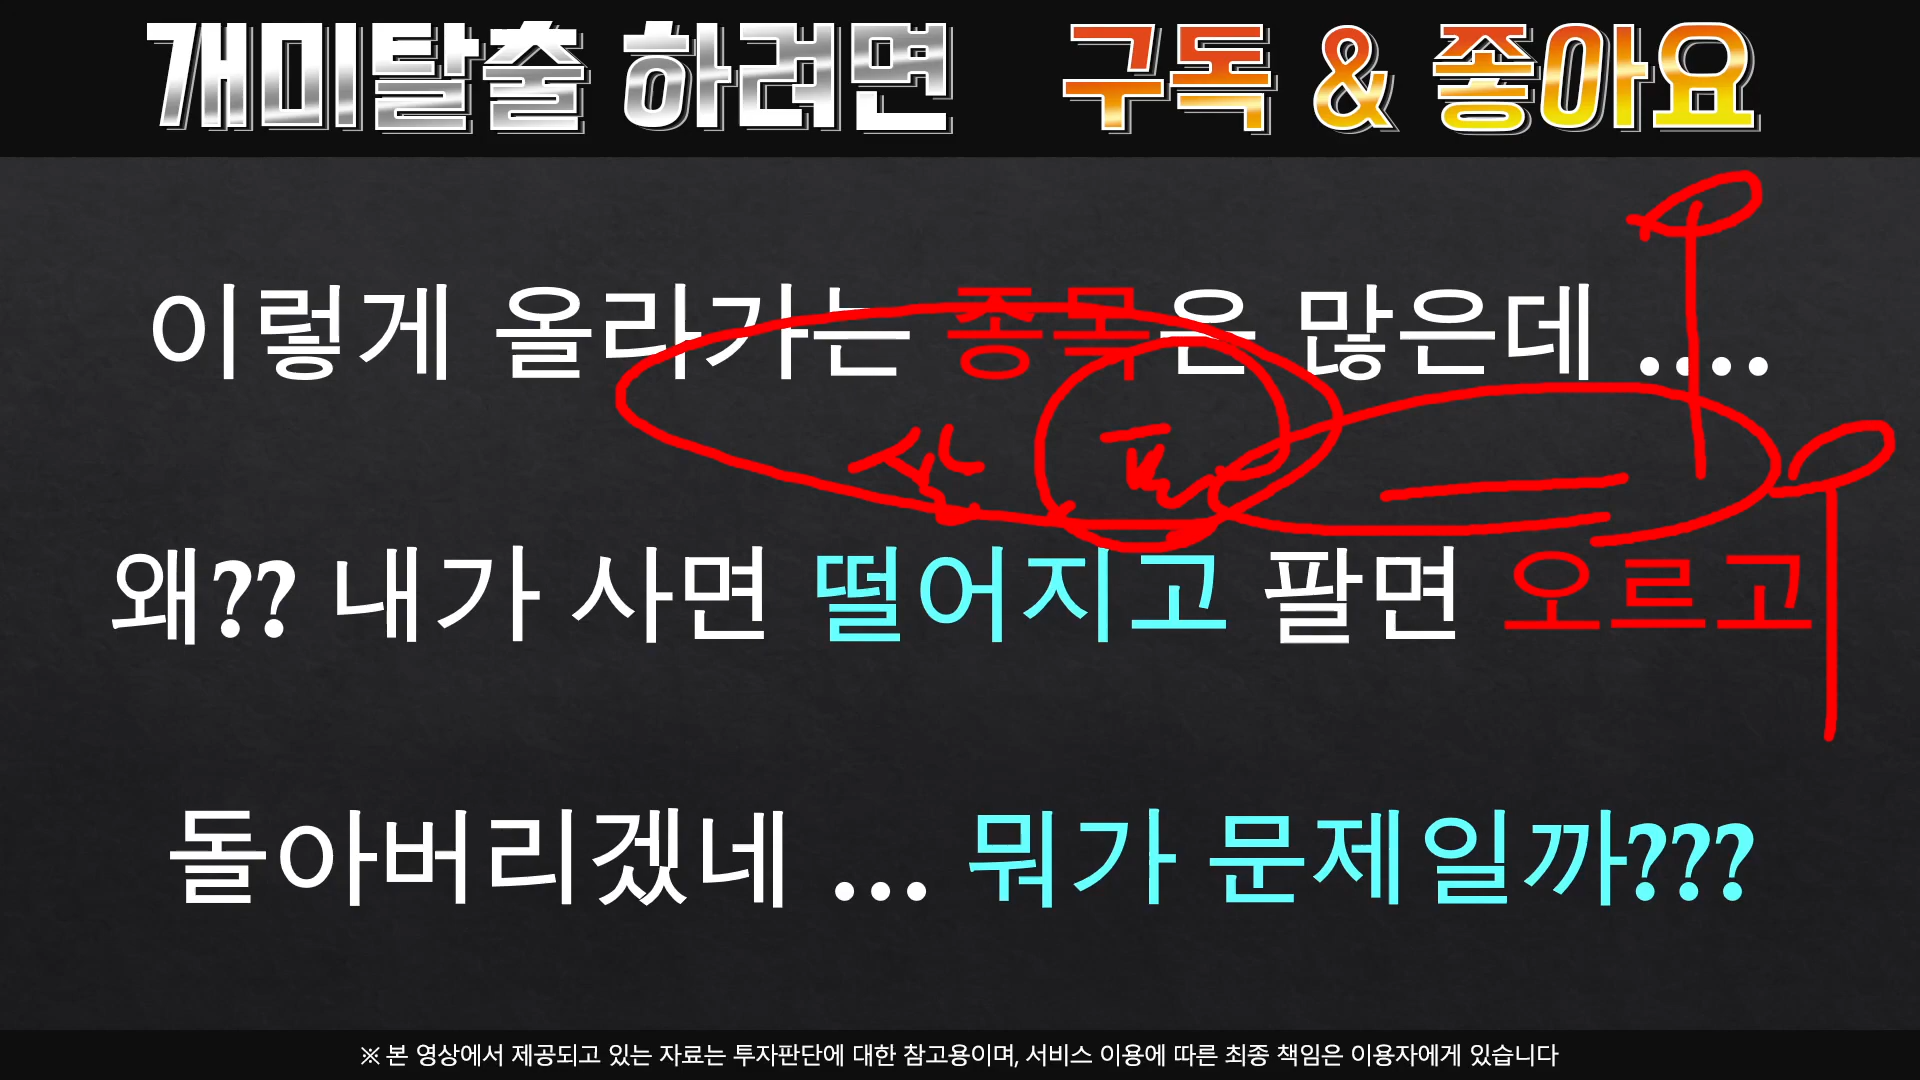 개미탈출 하려면 구독 & 좋아요
이렇게 올라가는 종목은 많은데 ....
왜?? 내가 사면 떨어지고 팔면 오르고
돌아버리겠네 ... 뭐가 문제일까???
※ 본 영상에서 제공되고 있는 자료는 투자판단에 대한 참고용이며, 서비스 이용에 따른 최종 책임은 이용자에게 있습니다